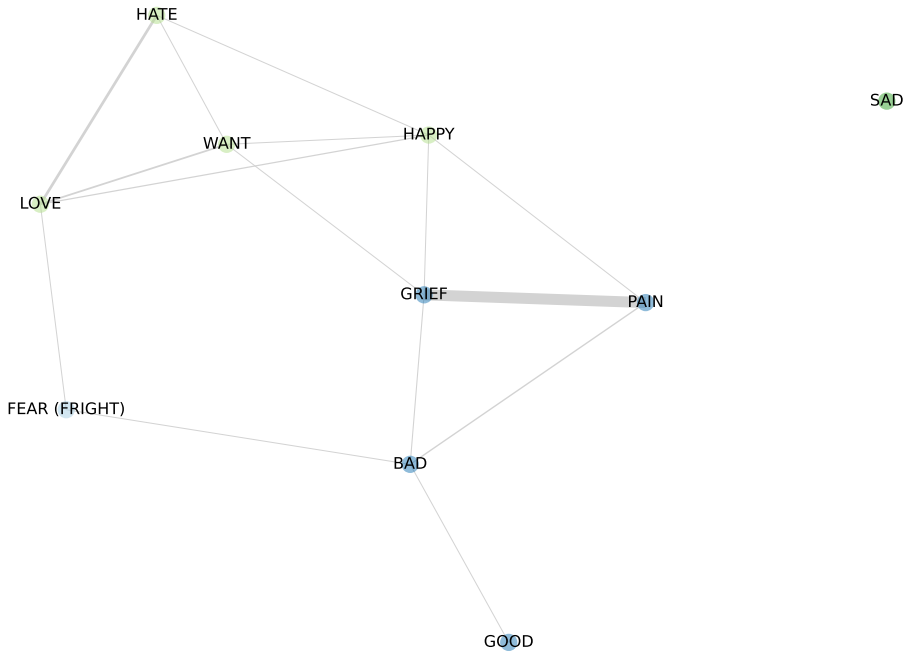 HATE
SAD
HAPPY
WANT
LOVE
GRIEF
PAIN
FEAR (FRIGHT)
BAD
GOOD